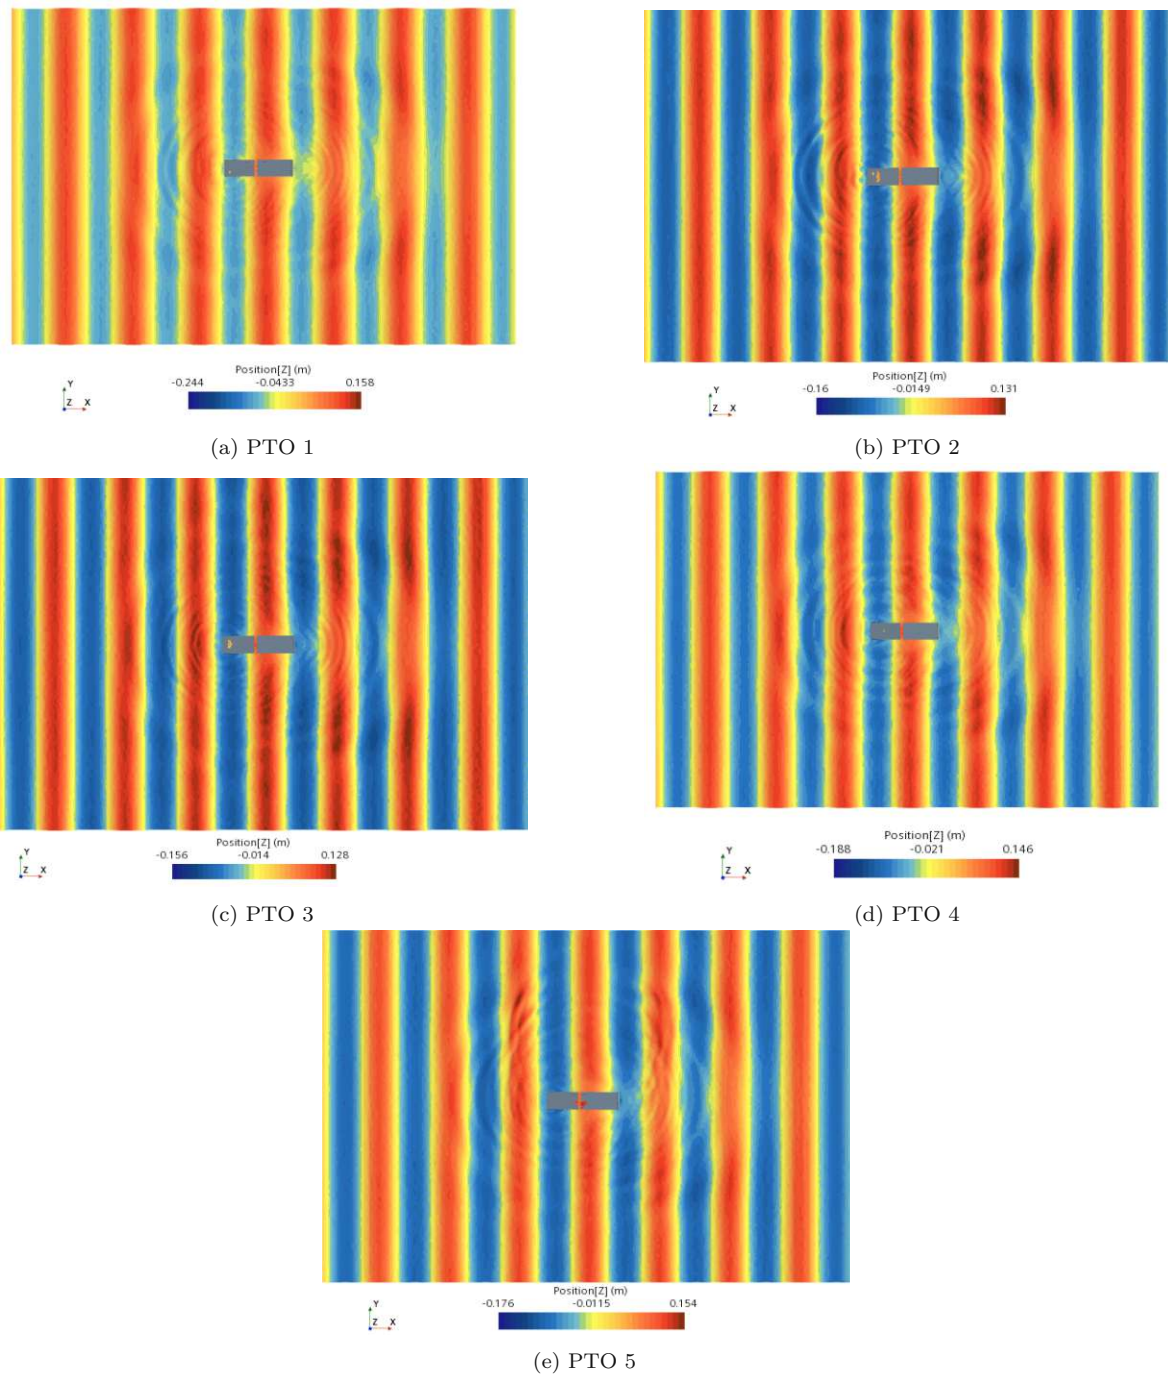 Position[Z] (m)
-0.244 -0.0433 0.158
Y
Z X
(a) PTO 1
Position[Z] (m)
-0.16 -0.0149 0.131
Y
Z X
(b) PTO 2
Position[Z] (m)
-0.156 -0.014 0.128
Y
Z X
(c) PTO 3
Position[Z] (m)
-0.188 -0.021 0.146
Y
Z X
(d) PTO 4
Position[Z] (m)
-0.176 -0.0115 0.154
Y
Z X
(e) PTO 5